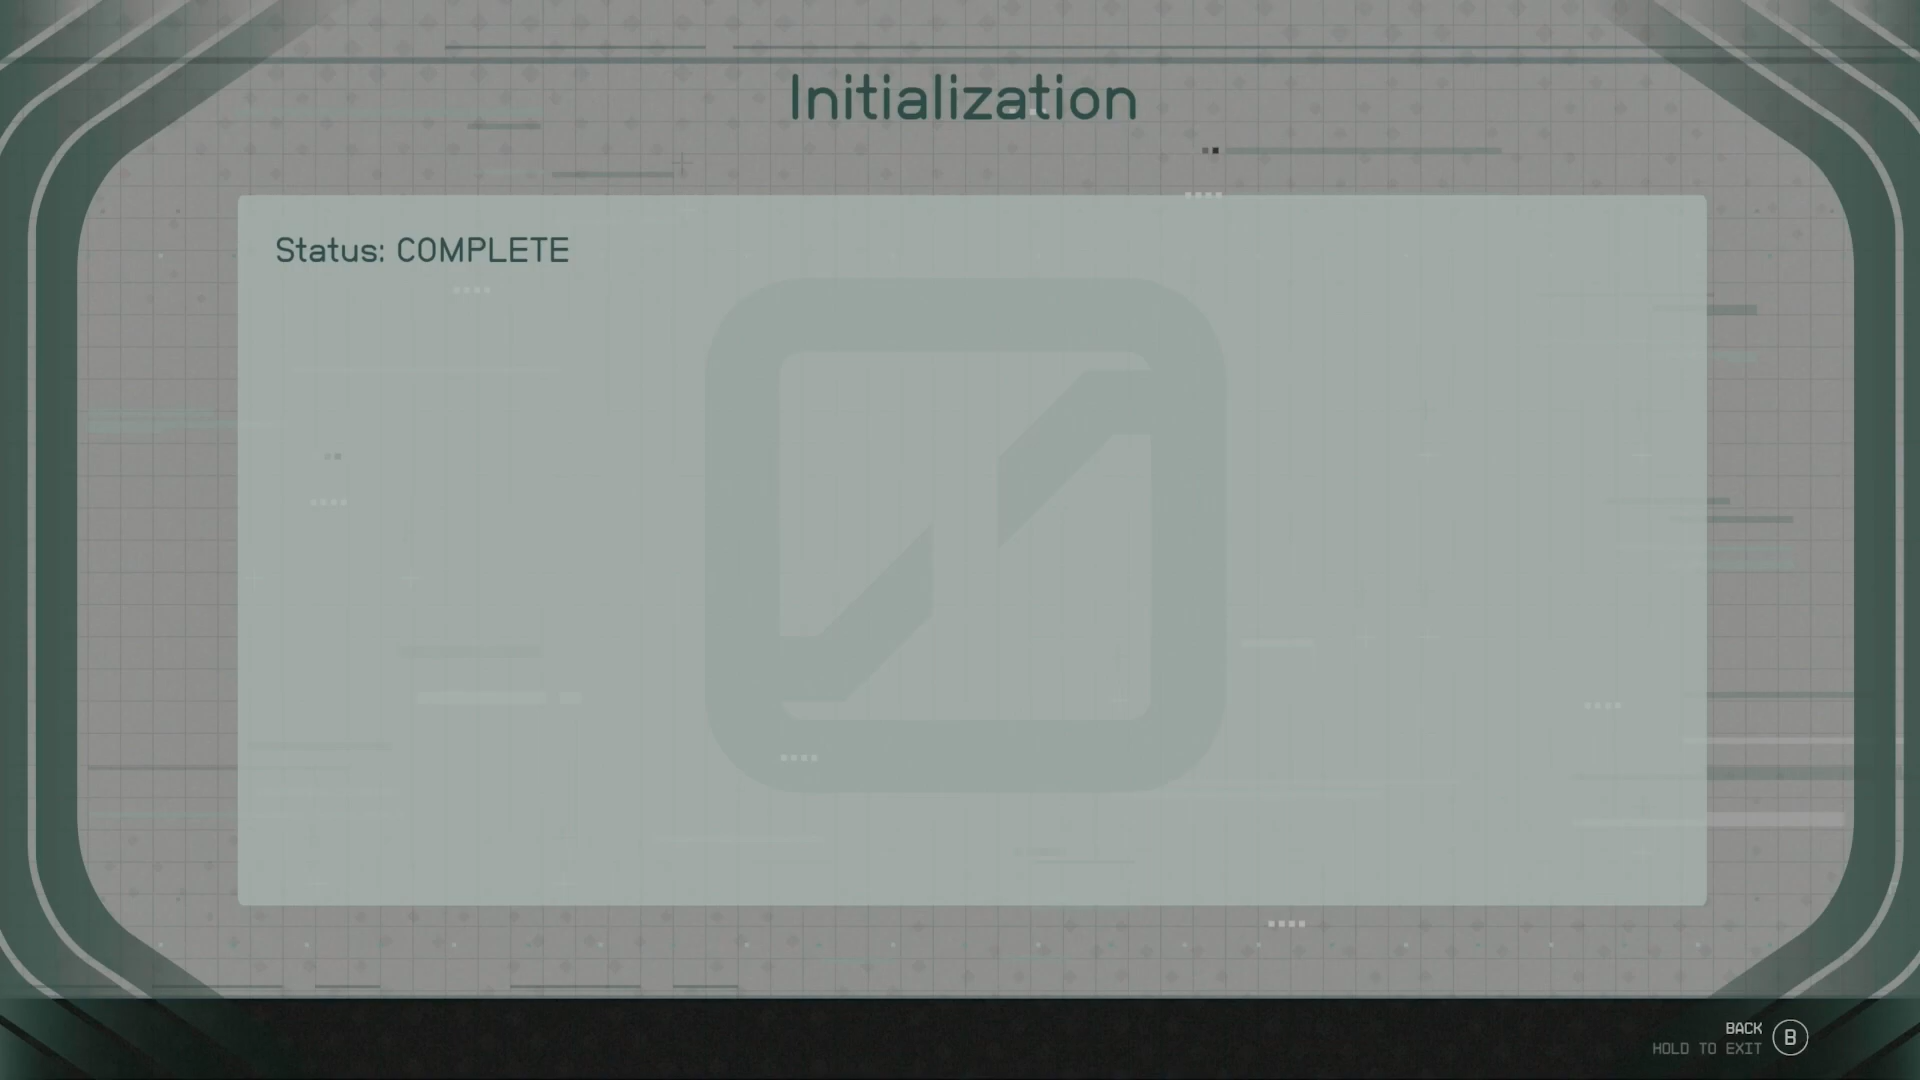 Initialization
Status: COMPLETE
BACK
HOLD TO EXIT
B